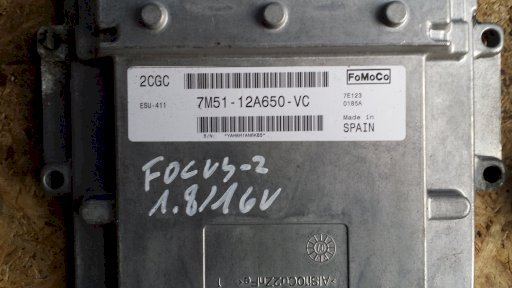 2CGC
FoMoCo
ESU-411
7M51-12A650-VC
7E123
0185A
Made in
SPAIN
S/N:
FOCUS-2
1.8/16V